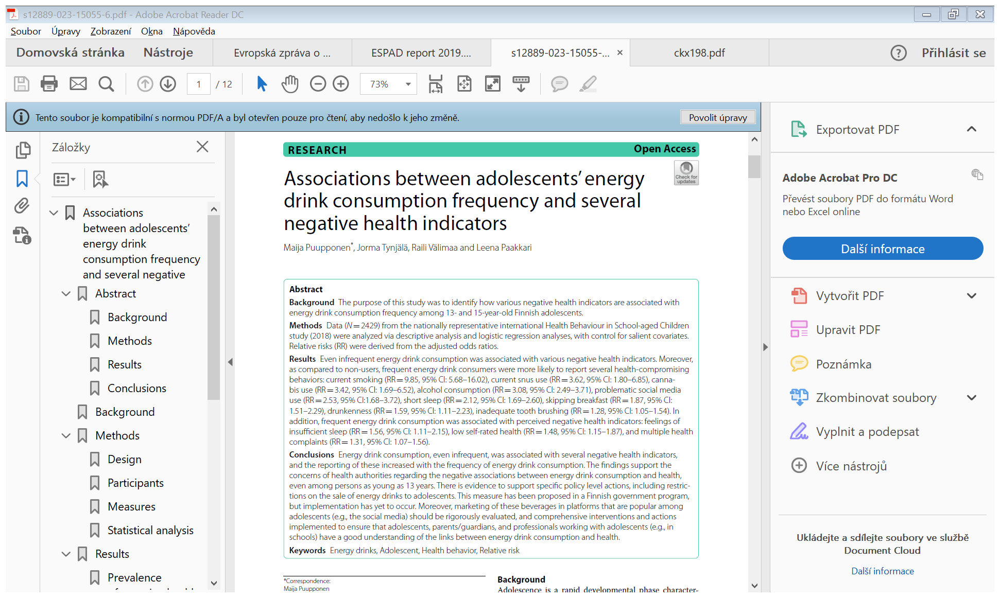 s12889-023-15055-6.pdf - Adobe Acrobat Reader DC
Soubor Úpravy Zobrazení Okna Nápověda
Domovská stránka Nástroje Evropská zpráva o ... ESPAD report 2019.... s12889-023-15055-... × ckx198.pdf ? Přihlásit se
1 / 12 73%
Tento soubor je kompatibilní s normou PDF/A a byl otevřen pouze pro čtení, aby nedošlo k jeho změně. Povolit úpravy
Záložky
Associations
between adolescents’
energy drink
consumption frequency
and several negative
Abstract
Background
Methods
Results
Conclusions
Background
Methods
Design
Participants
Measures
Statistical analysis
Results
Prevalence
RESEARCH Open Access
Check for
updates
Associations between adolescents’ energy
drink consumption frequency and several
negative health indicators
Maija Puupponen*, Jorma Tynjälä, Raili Välimaa and Leena Paakkari
Abstract
Background The purpose of this study was to identify how various negative health indicators are associated with
energy drink consumption frequency among 13- and 15-year-old Finnish adolescents.
Methods Data (N = 2429) from the nationally representative international Health Behaviour in School-aged Children
study (2018) were analyzed via descriptive analysis and logistic regression analyses, with control for salient covariates.
Relative risks (RR) were derived from the adjusted odds ratios.
Results Even infrequent energy drink consumption was associated with various negative health indicators. Moreover,
as compared to non-users, frequent energy drink consumers were more likely to report several health-compromising
behaviors: current smoking (RR = 9.85, 95% CI: 5.68–16.02), current snus use (RR = 3.62, 95% CI: 1.80–6.85), canna-
bis use (RR = 3.42, 95% CI: 1.69–6.52), alcohol consumption (RR = 3.08, 95% CI: 2.49–3.71), problematic social media
use (RR = 2.53, 95% CI:1.68–3.72), short sleep (RR = 2.12, 95% CI: 1.69–2.60), skipping breakfast (RR = 1.87, 95% CI:
1.51–2.29), drunkenness (RR = 1.59, 95% CI: 1.11–2.23), inadequate tooth brushing (RR = 1.28, 95% CI: 1.05–1.54). In
addition, frequent energy drink consumption was associated with perceived negative health indicators: feelings of
insufficient sleep (RR = 1.56, 95% CI: 1.11–2.15), low self-rated health (RR = 1.48, 95% CI: 1.15–1.87), and multiple health
complaints (RR = 1.31, 95% CI: 1.07–1.56).
Conclusions Energy drink consumption, even infrequent, was associated with several negative health indicators,
and the reporting of these increased with the frequency of energy drink consumption. The findings support the
concerns of health authorities regarding the negative associations between energy drink consumption and health,
even among persons as young as 13 years. There is evidence to support specific policy level actions, including restric-
tions on the sale of energy drinks to adolescents. This measure has been proposed in a Finnish government program,
but implementation has yet to occur. Moreover, marketing of these beverages in platforms that are popular among
adolescents (e.g., the social media) should be rigorously evaluated, and comprehensive interventions and actions
implemented to ensure that adolescents, parents/guardians, and professionals working with adolescents (e.g., in
schools) have a good understanding of the links between energy drink consumption and health.
Keywords Energy drinks, Adolescent, Health behavior, Relative risk
*Correspondence:
Maija Puupponen
Background
Adolescence is a rapid developmental phase character-
Exportovat PDF
Adobe Acrobat Pro DC
Převést soubory PDF do formátu Word
nebo Excel online
Další informace
Vytvořit PDF
Upravit PDF
Poznámka
Zkombinovat soubory
Vyplnit a podepsat
Více nástrojů
Ukládejte a sdílejte soubory ve službě
Document Cloud
Další informace